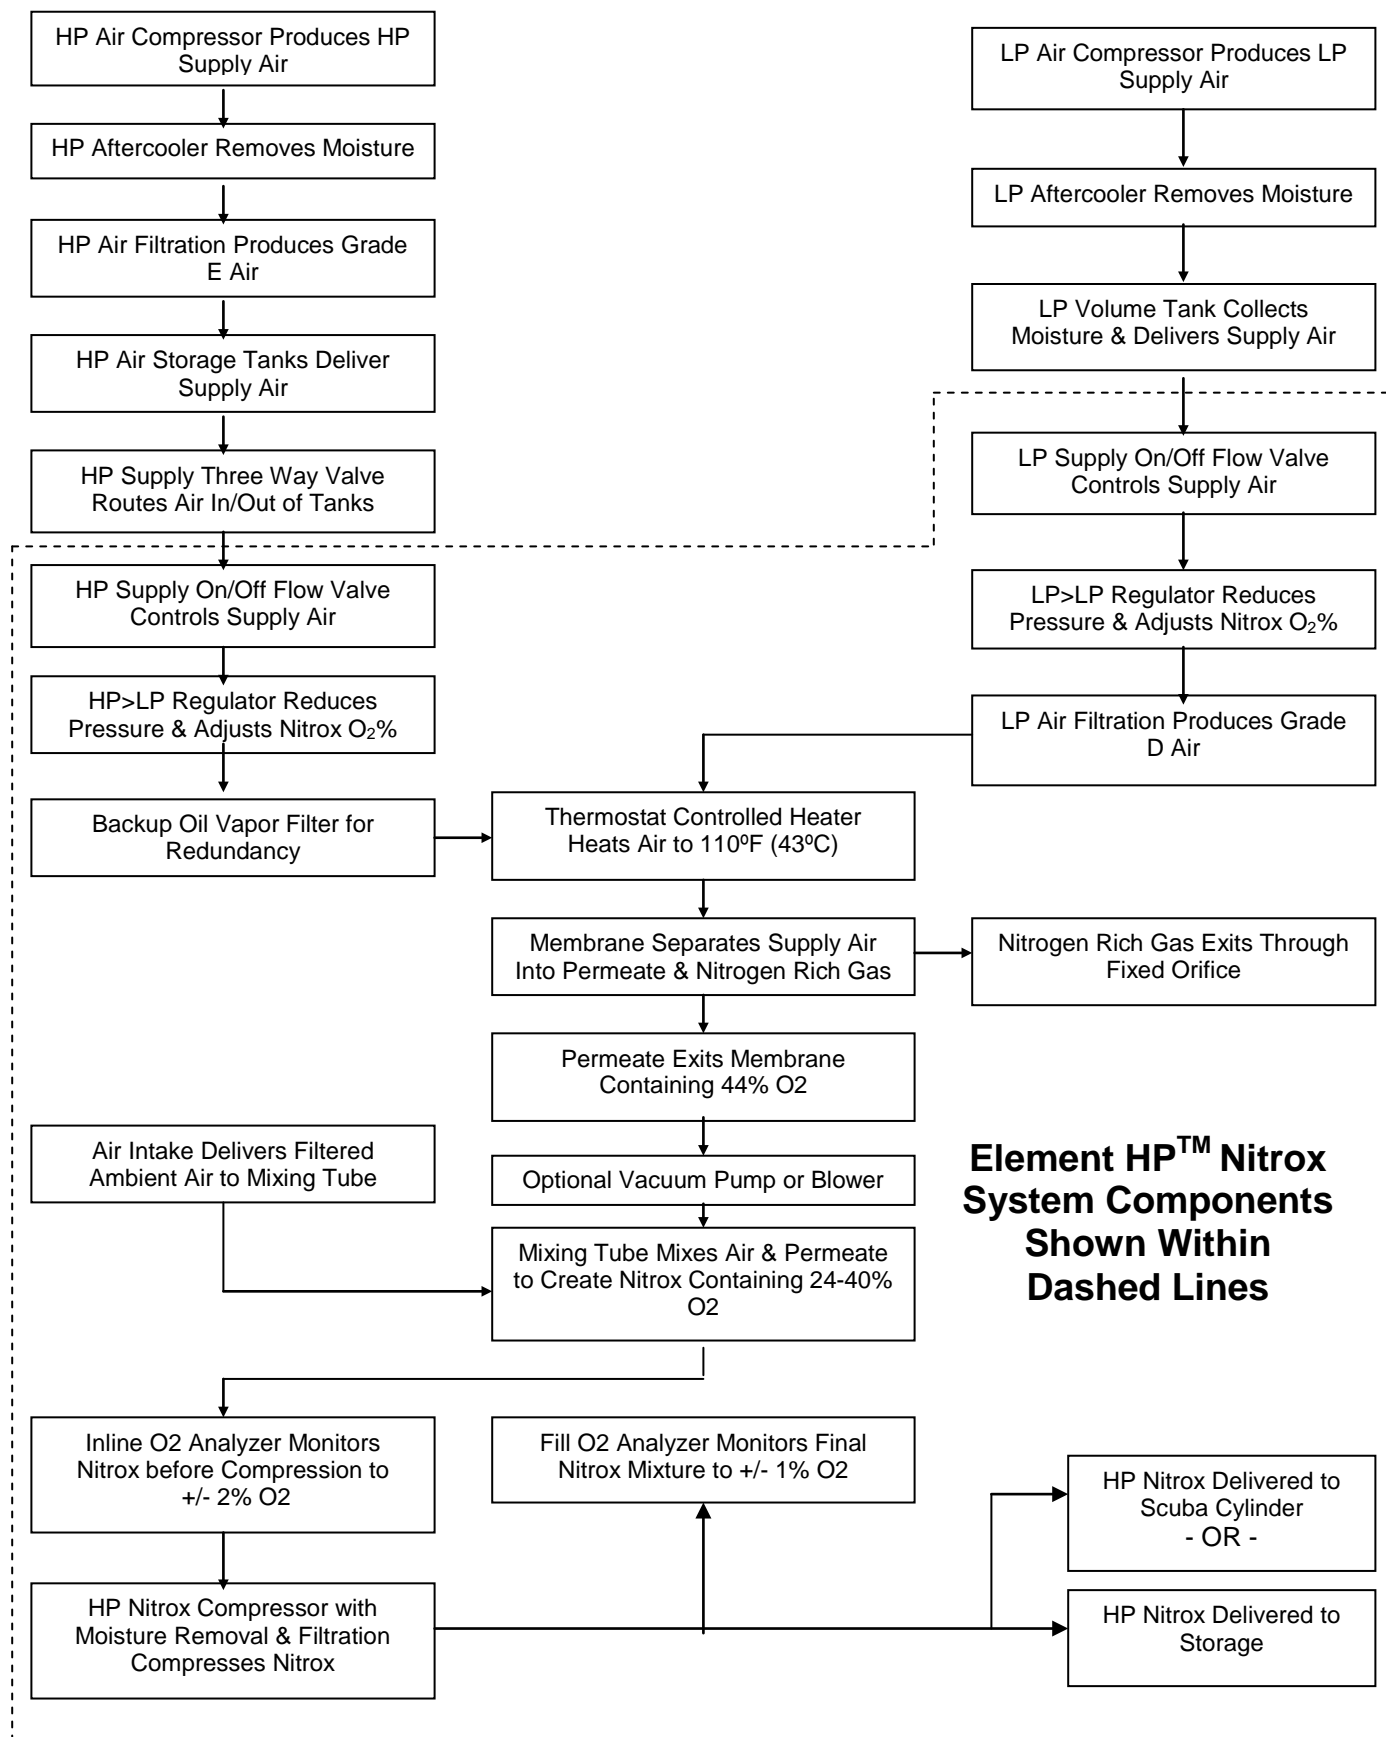 HP Air Compressor Produces HP
Supply Air
LP Air Compressor Produces LP
Supply Air
HP Aftercooler Removes Moisture
LP Aftercooler Removes Moisture
HP Air Filtration Produces Grade
E Air
LP Volume Tank Collects
Moisture & Delivers Supply Air
HP Air Storage Tanks Deliver
Supply Air
HP Supply Three Way Valve
Routes Air In/Out of Tanks
LP Supply On/Off Flow Valve
Controls Supply Air
HP Supply On/Off Flow Valve
Controls Supply Air
LP>LP Regulator Reduces
Pressure & Adjusts Nitrox O₂%
HP>LP Regulator Reduces
Pressure & Adjusts Nitrox O₂%
LP Air Filtration Produces Grade
D Air
Backup Oil Vapor Filter for
Redundancy
Thermostat Controlled Heater
Heats Air to 110ºF (43ºC)
Membrane Separates Supply Air
Into Permeate & Nitrogen Rich Gas
Nitrogen Rich Gas Exits Through
Fixed Orifice
Permeate Exits Membrane
Containing 44% O2
Air Intake Delivers Filtered
Ambient Air to Mixing Tube
Optional Vacuum Pump or Blower
Element HP™ Nitrox
System Components
Shown Within
Dashed Lines
Mixing Tube Mixes Air & Permeate
to Create Nitrox Containing 24-40%
O2
Inline O2 Analyzer Monitors
Nitrox before Compression to
+/- 2% O2
Fill O2 Analyzer Monitors Final
Nitrox Mixture to +/- 1% O2
HP Nitrox Delivered to
Scuba Cylinder
- OR -
HP Nitrox Compressor with
Moisture Removal & Filtration
Compresses Nitrox
HP Nitrox Delivered to
Storage